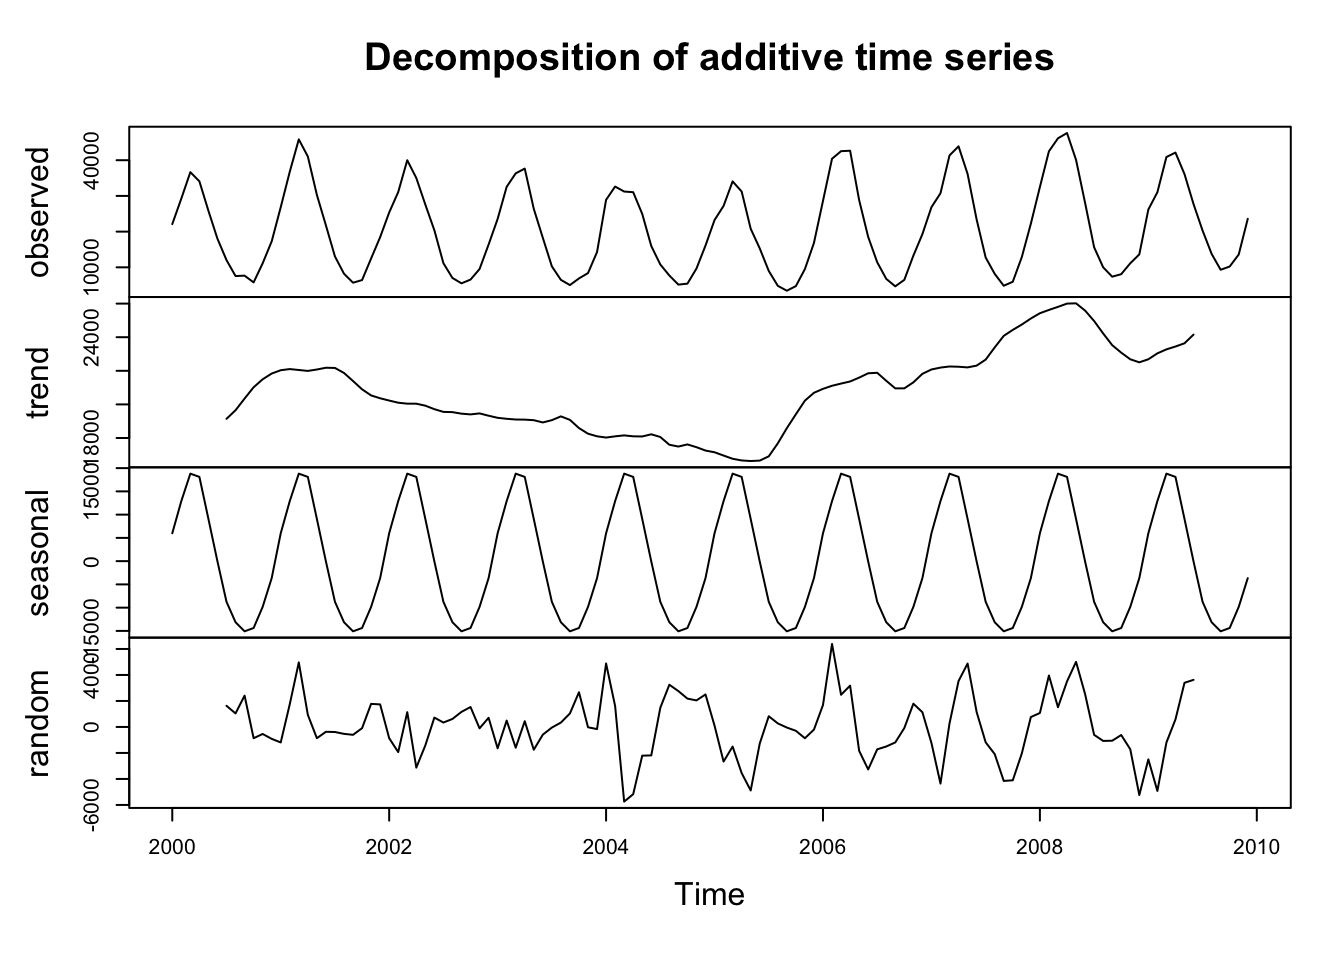 Decomposition of additive time series
observed
40000
10000
trend
24000
18000
seasonal
15000
0
-15000
random
4000
0
-6000
2000 2002 2004 2006 2008 2010
Time